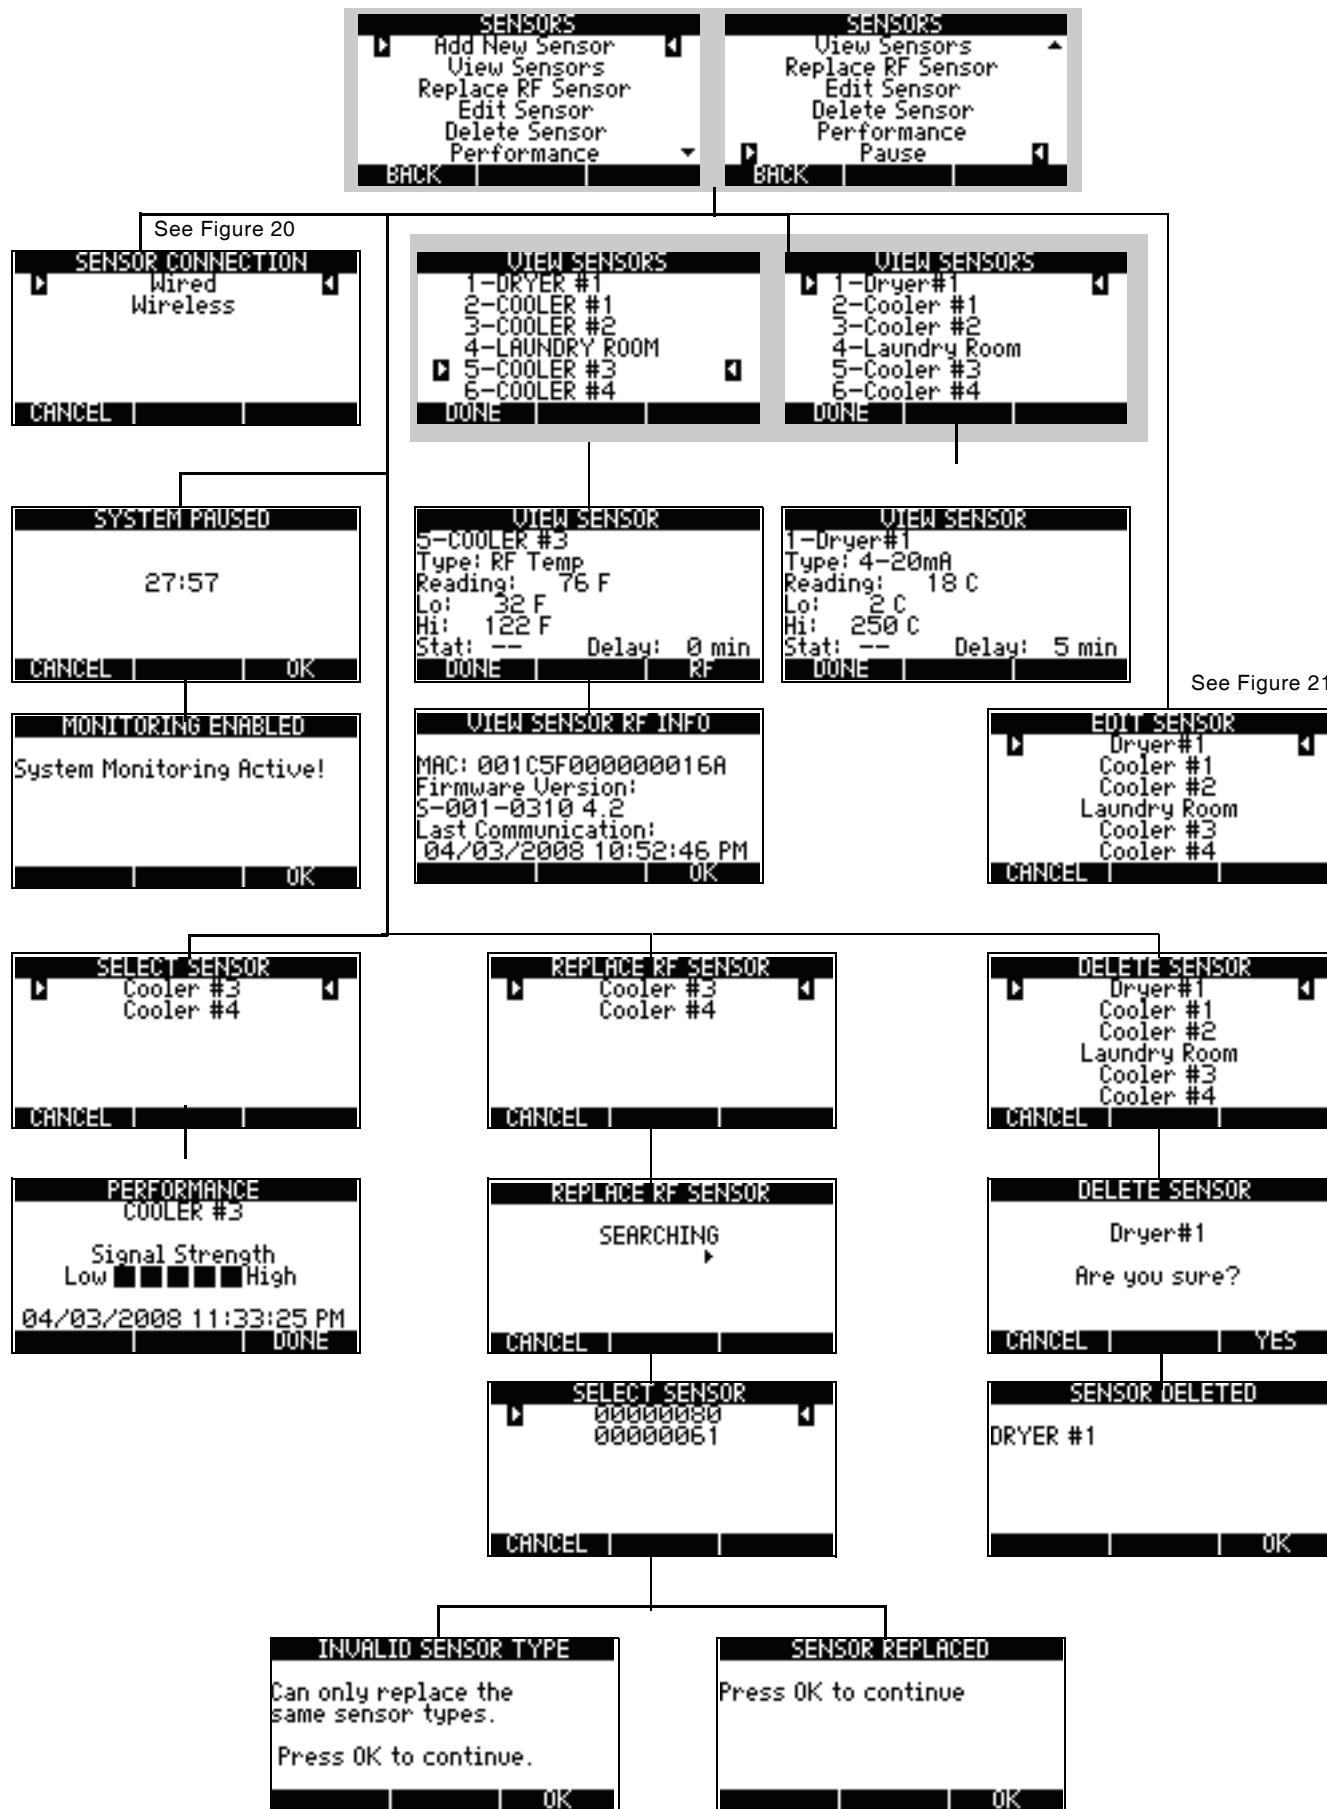 SENSORS
Add New Sensor
View Sensors
Replace RF Sensor
Edit Sensor
Delete Sensor
Performance
BACK
SENSORS
View Sensors
Replace RF Sensor
Edit Sensor
Delete Sensor
Performance
Pause
BACK
See Figure 20
SENSOR CONNECTION
Wired
Wireless
CANCEL
VIEW SENSORS
1-DRYER #1
2-COOLER #1
3-COOLER #2
4-LAUNDRY ROOM
5-COOLER #3
6-COOLER #4
DONE
VIEW SENSORS
1-Dryer#1
2-Cooler #1
3-Cooler #2
4-Laundry Room
5-Cooler #3
6-Cooler #4
DONE
SYSTEM PAUSED
27:57
CANCEL OK
VIEW SENSOR
5-COOLER #3
Type: RF Temp
Reading: 76 F
Lo: 32 F
Hi: 122 F
Stat: -- Delay: 0 min
DONE RF
VIEW SENSOR
1-Dryer#1
Type: 4-20mA
Reading: 18 C
Lo: 2 C
Hi: 250 C
Stat: -- Delay: 5 min
DONE
See Figure 21
MONITORING ENABLED
System Monitoring Active!
OK
VIEW SENSOR RF INFO
MAC: 001C5F000000016A
Firmware Version:
S-001-0310 4.2
Last Communication:
04/03/2008 10:52:46 PM
OK
EDIT SENSOR
Dryer#1
Cooler #1
Cooler #2
Laundry Room
Cooler #3
Cooler #4
CANCEL
SELECT SENSOR
Cooler #3
Cooler #4
CANCEL
REPLACE RF SENSOR
Cooler #3
Cooler #4
CANCEL
DELETE SENSOR
Dryer#1
Cooler #1
Cooler #2
Laundry Room
Cooler #3
Cooler #4
CANCEL
PERFORMANCE
COOLER #3
Signal Strength
Low High
04/03/2008 11:33:25 PM
DONE
REPLACE RF SENSOR
SEARCHING
CANCEL
DELETE SENSOR
Dryer#1
Are you sure?
CANCEL YES
SELECT SENSOR
00000080
00000061
CANCEL
SENSOR DELETED
DRYER #1
OK
INVALID SENSOR TYPE
Can only replace the
same sensor types.
Press OK to continue.
OK
SENSOR REPLACED
Press OK to continue
OK